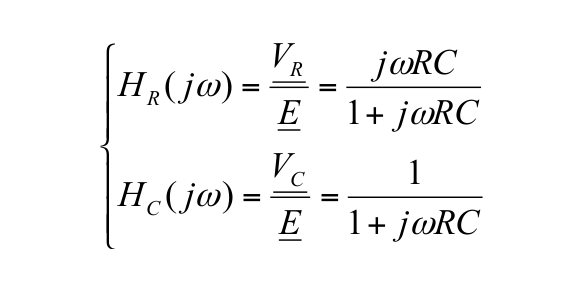 H_R(jω) = V_R / E = jωRC / (1 + jωRC)
H_C(jω) = V_C / E = 1 / (1 + jωRC)